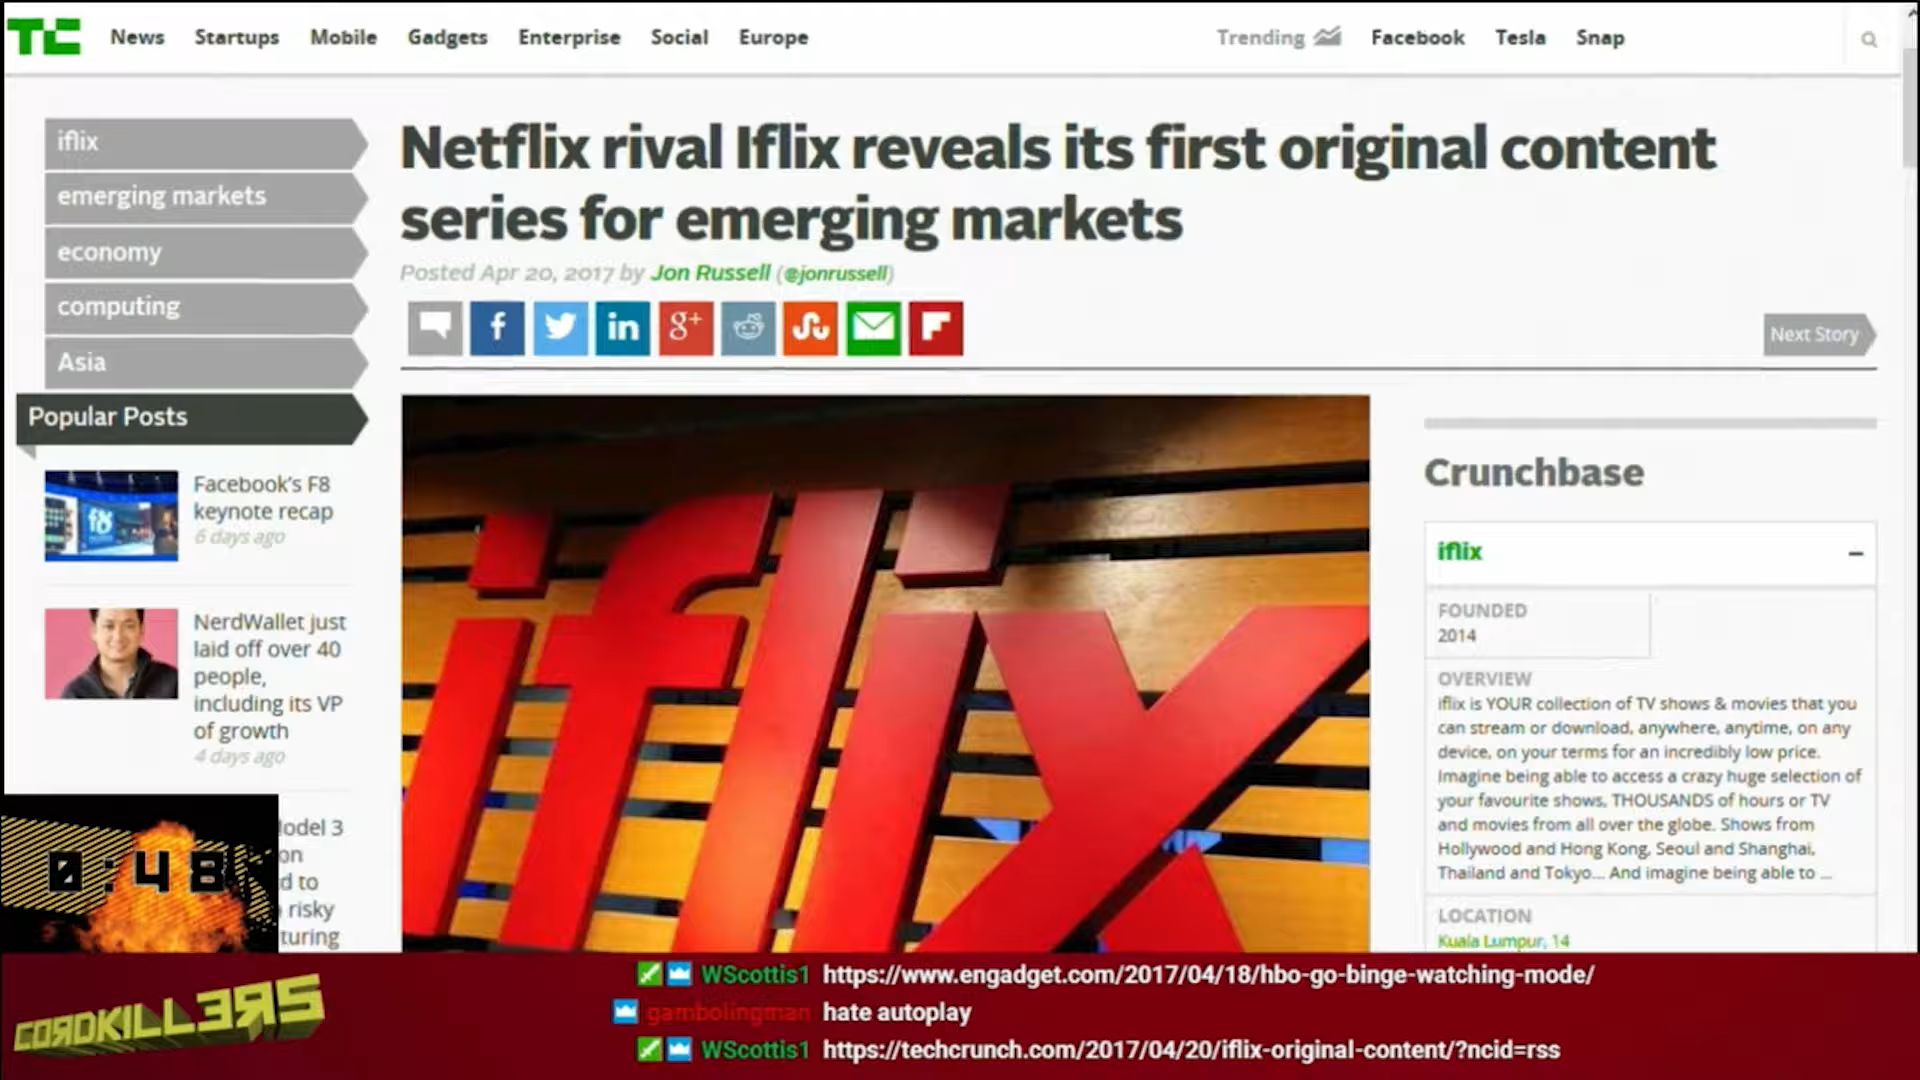 TC News Startups Mobile Gadgets Enterprise Social Europe Trending Facebook Tesla Snap
iflix
emerging markets
economy
computing
Asia
Popular Posts
Facebook's F8
keynote recap
6 days ago
NerdWallet just
laid off over 40
people,
including its VP
of growth
4 days ago
odel 3
on
d to
risky
turing
Netflix rival Iflix reveals its first original content
series for emerging markets
Posted Apr 20, 2017 by Jon Russell (@jonrussell)
f in g+
Next Story
iflix
Crunchbase
iflix
FOUNDED
2014
OVERVIEW
iflix is YOUR collection of TV shows & movies that you
can stream or download, anywhere, anytime, on any
device, on your terms for an incredibly low price.
Imagine being able to access a crazy huge selection of
your favourite shows, THOUSANDS of hours or TV
and movies from all over the globe. Shows from
Hollywood and Hong Kong, Seoul and Shanghai,
Thailand and Tokyo... And imagine being able to ...
LOCATION
Kuala Lumpur, 14
0:48
CORDKILLERS
WScottis1 https://www.engadget.com/2017/04/18/hbo-go-binge-watching-mode/
gambolingman hate autoplay
WScottis1 https://techcrunch.com/2017/04/20/iflix-original-content/?ncid=rss